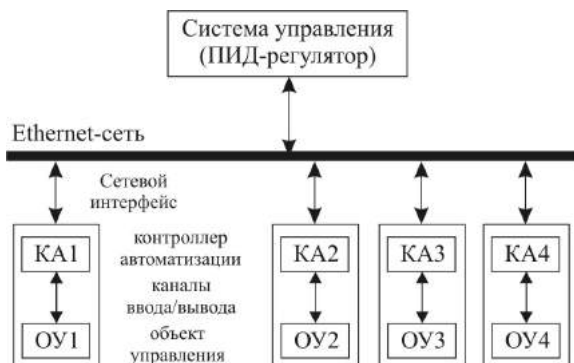 Система управления
(ПИД-регулятор)
Ethernet-сеть
Сетевой
интерфейс
КА1
контроллер
автоматизации
КА2
КА3
КА4
каналы
ввода/вывода
ОУ1
объект
управления
ОУ2
ОУ3
ОУ4